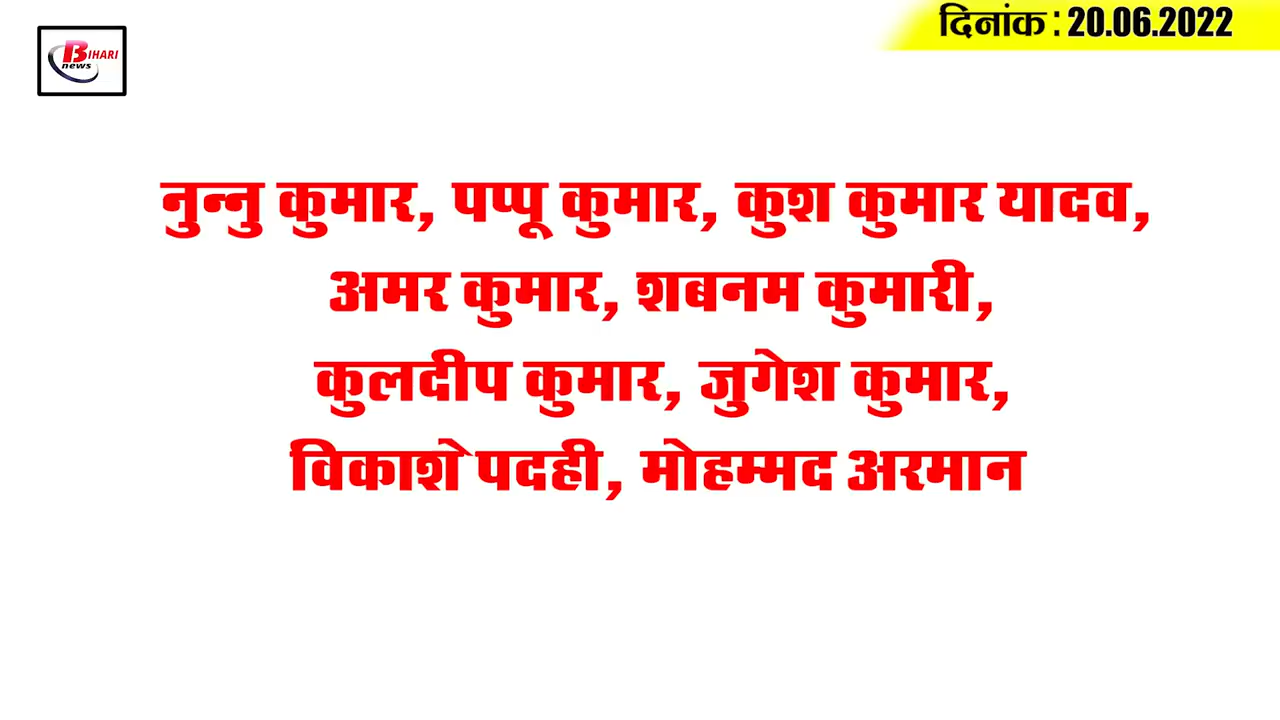 BIHARI
news
दिनांक : 20.06.2022
नुन्नु कुमार, पप्पू कुमार, कुश कुमार यादव,
अमर कुमार, शबनम कुमारी,
कुलदीप कुमार, जुगेश कुमार,
विकाशे पदही, मोहम्मद अरमान